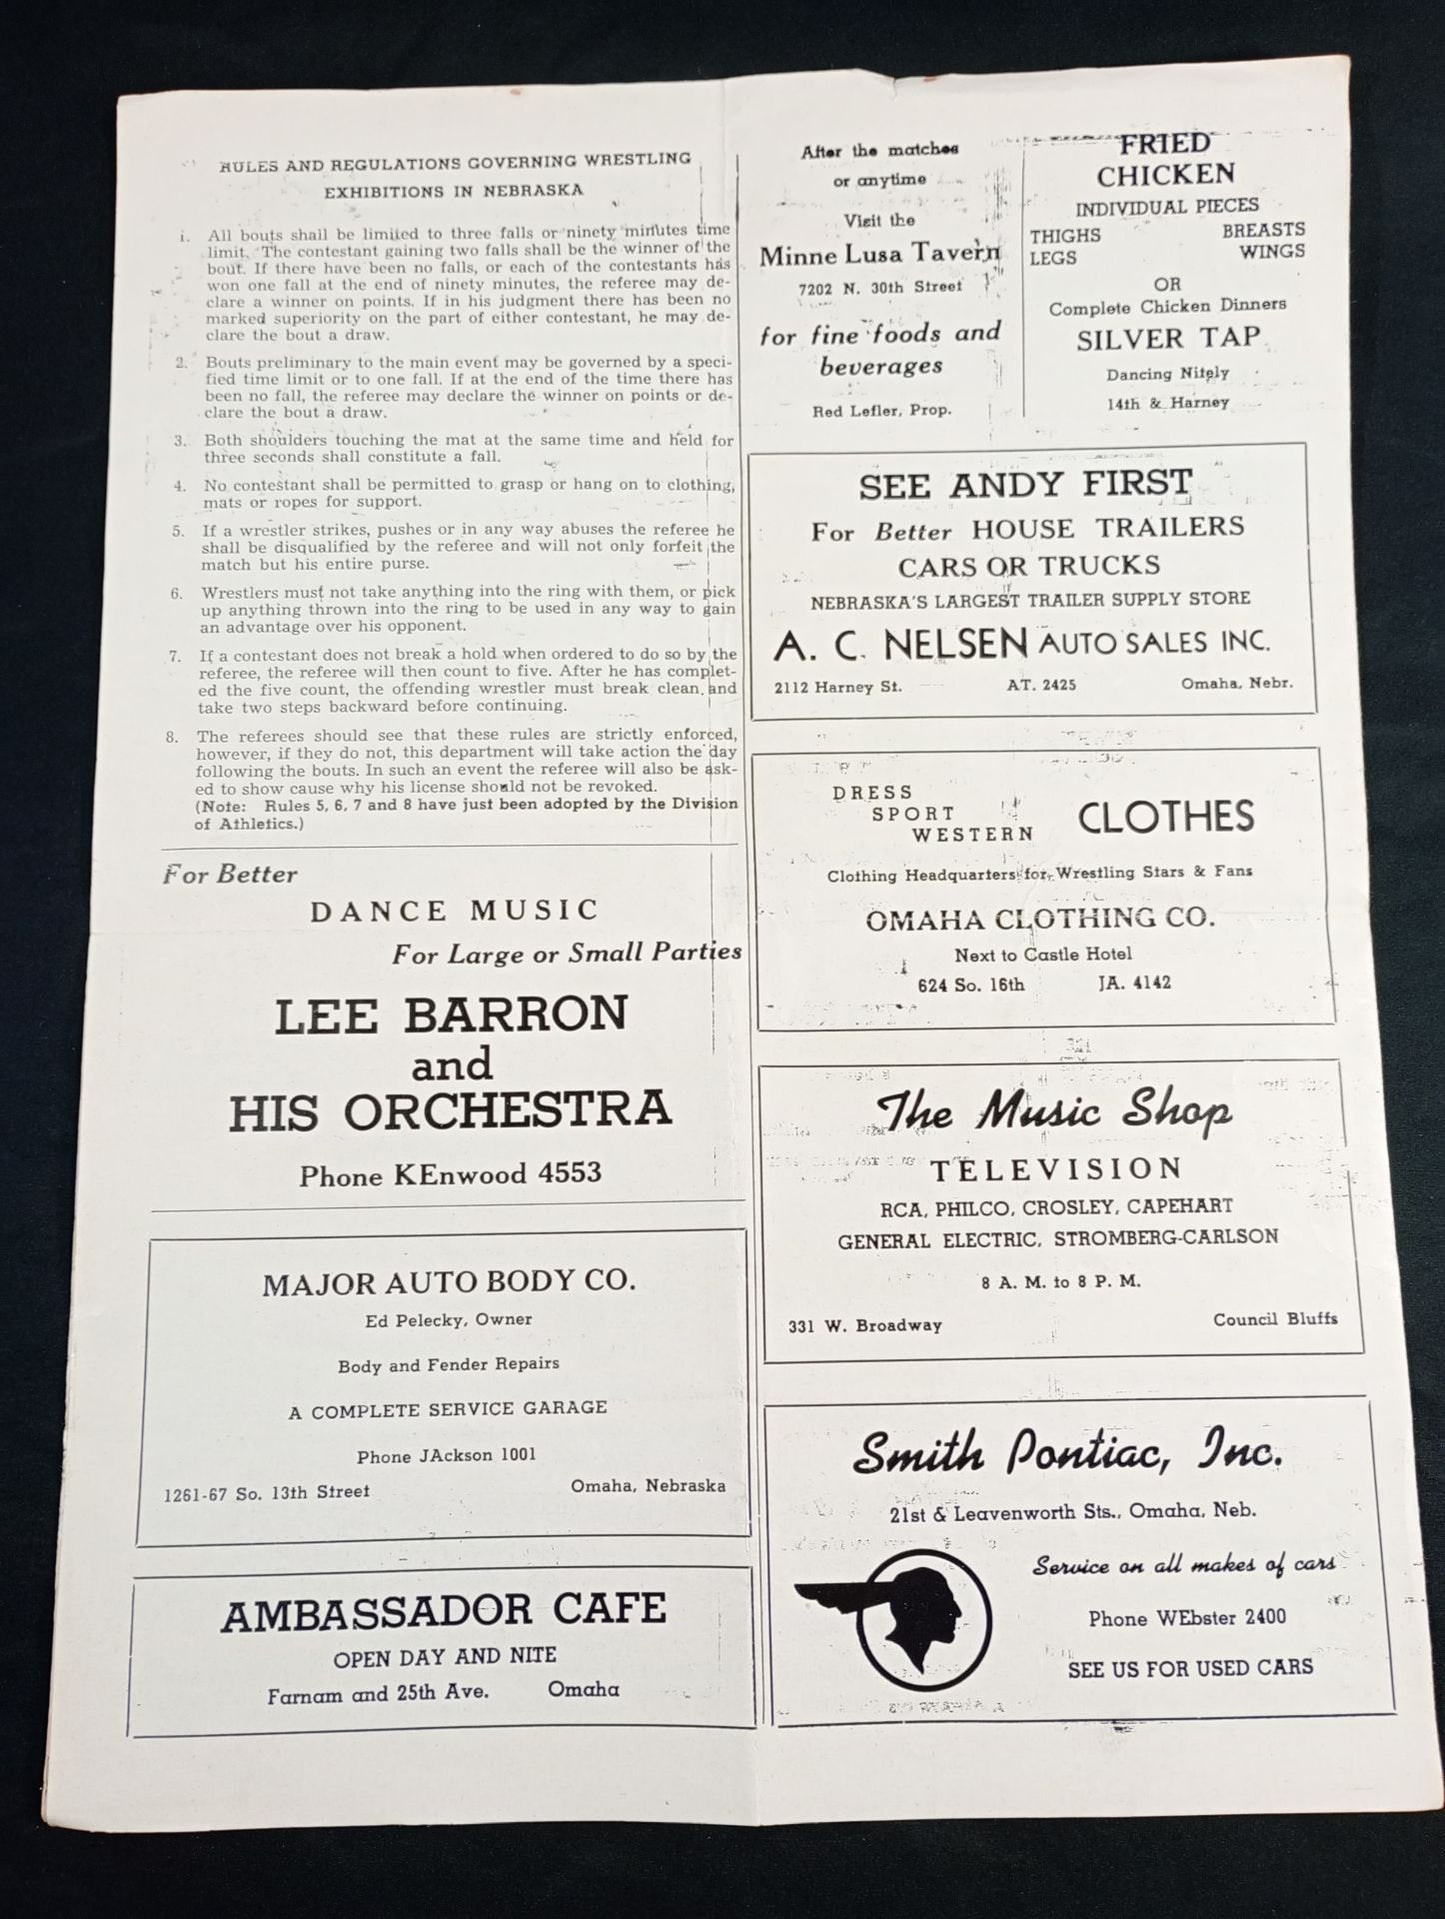 RULES AND REGULATIONS GOVERNING WRESTLING
EXHIBITIONS IN NEBRASKA
1. All bouts shall be limited to three falls or ninety minutes time
limit. The contestant gaining two falls shall be the winner of the
bout. If there have been no falls, or each of the contestants has
won one fall at the end of ninety minutes, the referee may de-
clare a winner on points. If in his judgment there has been no
marked superiority on the part of either contestant, he may de-
clare the bout a draw.
2. Bouts preliminary to the main event may be governed by a speci-
fied time limit or to one fall. If at the end of the time there has
been no fall, the referee may declare the winner on points or de-
clare the bout a draw.
3. Both shoulders touching the mat at the same time and held for
three seconds shall constitute a fall.
4. No contestant shall be permitted to grasp or hang on to clothing,
mats or ropes for support.
5. If a wrestler strikes, pushes or in any way abuses the referee he
shall be disqualified by the referee and will not only forfeit the
match but his entire purse.
6. Wrestlers must not take anything into the ring with them, or pick
up anything thrown into the ring to be used in any way to gain
an advantage over his opponent.
7. If a contestant does not break a hold when ordered to do so by the
referee, the referee will then count to five. After he has complet-
ed the five count, the offending wrestler must break clean and
take two steps backward before continuing.
8. The referees should see that these rules are strictly enforced,
however, if they do not, this department will take action the day
following the bouts. In such an event the referee will also be ask-
ed to show cause why his license should not be revoked.
(Note: Rules 5, 6, 7 and 8 have just been adopted by the Division
of Athletics.)
For Better
DANCE MUSIC
For Large or Small Parties
LEE BARRON
and
HIS ORCHESTRA
Phone KEnwood 4553
MAJOR AUTO BODY CO.
Ed Pelecky, Owner
Body and Fender Repairs
A COMPLETE SERVICE GARAGE
Phone JAckson 1001
1261-67 So. 13th Street Omaha, Nebraska
AMBASSADOR CAFE
OPEN DAY AND NITE
Farnam and 25th Ave. Omaha
After the matches
or anytime
Visit the
Minne Lusa Tavern
7202 N. 30th Street
for fine foods and
beverages
Red Lefler, Prop.
FRIED
CHICKEN
INDIVIDUAL PIECES
THIGHS BREASTS
LEGS WINGS
OR
Complete Chicken Dinners
SILVER TAP
Dancing Nitely
14th & Harney
SEE ANDY FIRST
For Better HOUSE TRAILERS
CARS OR TRUCKS
NEBRASKA'S LARGEST TRAILER SUPPLY STORE
A. C. NELSEN AUTO SALES INC.
2112 Harney St. AT. 2425 Omaha, Nebr.
DRESS
SPORT
WESTERN
CLOTHES
Clothing Headquarters for Wrestling Stars & Fans
OMAHA CLOTHING CO.
Next to Castle Hotel
624 So. 16th JA. 4142
The Music Shop
TELEVISION
RCA, PHILCO, CROSLEY, CAPEHART
GENERAL ELECTRIC, STROMBERG-CARLSON
8 A. M. to 8 P. M.
331 W. Broadway Council Bluffs
Smith Pontiac, Inc.
21st & Leavenworth Sts., Omaha, Neb.
Service on all makes of cars
Phone WEbster 2400
SEE US FOR USED CARS